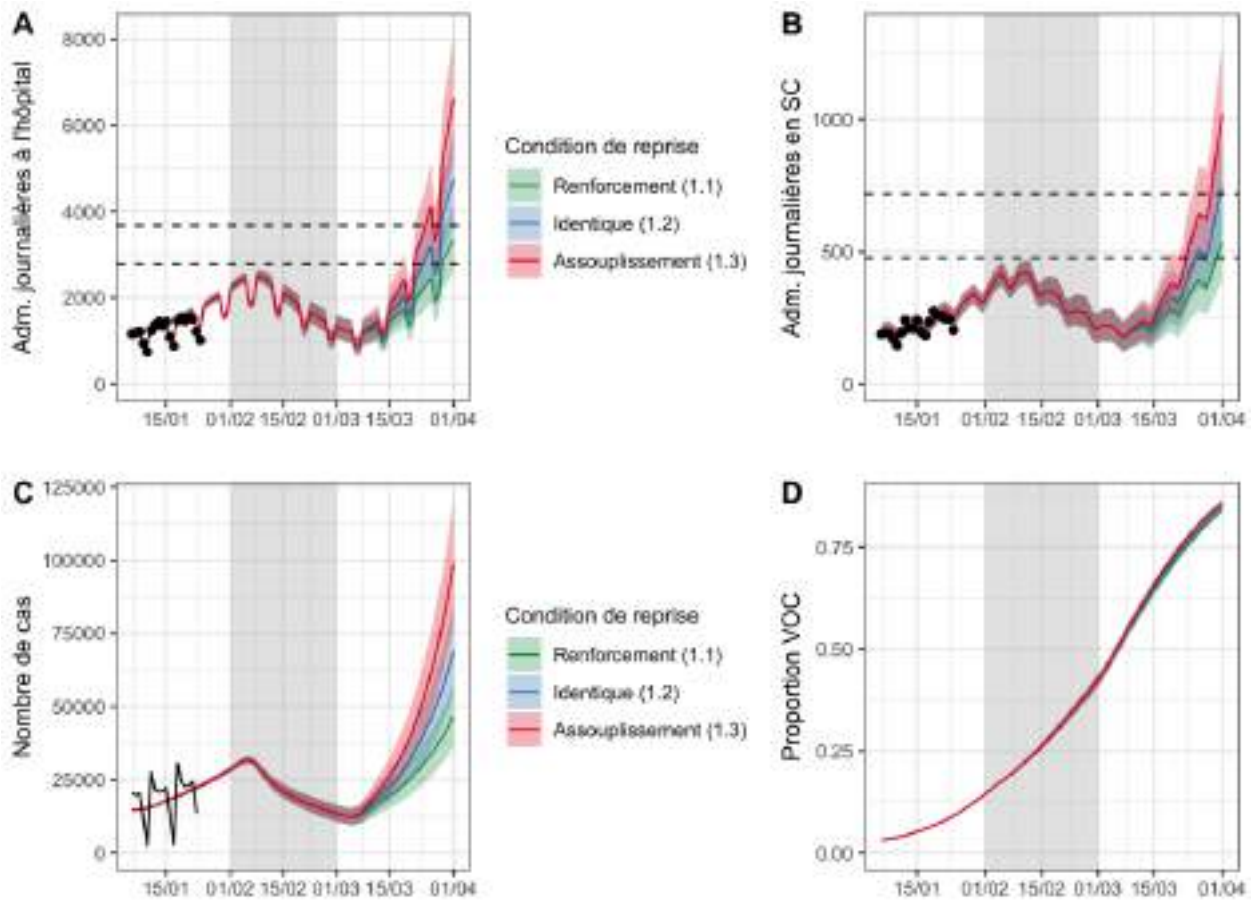 A
Adm. journalières à l'hôpital
8000
6000
4000
2000
0
15/01 01/02 15/02 01/03 15/03 01/04
Condition de reprise
Renforcement (1.1)
Identique (1.2)
Assouplissement (1.3)
B
Adm. journalières en SC
1000
500
0
15/01 01/02 15/02 01/03 15/03 01/04
C
Nombre de cas
125000
100000
75000
50000
25000
0
15/01 01/02 15/02 01/03 15/03 01/04
Condition de reprise
Renforcement (1.1)
Identique (1.2)
Assouplissement (1.3)
D
Proportion VOC
0.75
0.50
0.25
0.00
15/01 01/02 15/02 01/03 15/03 01/04